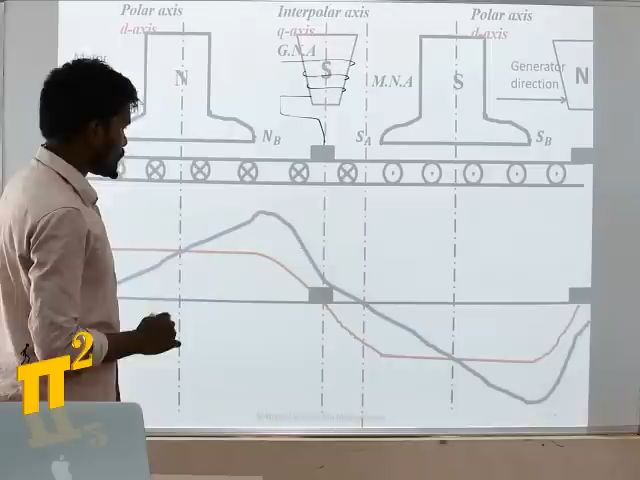 Polar axis
d-axis
Interpolar axis
q-axis
G.N.A
Polar axis
d-axis
N
S
M.N.A
S
Generator
direction
N
N_B
S_A
S_B
π²